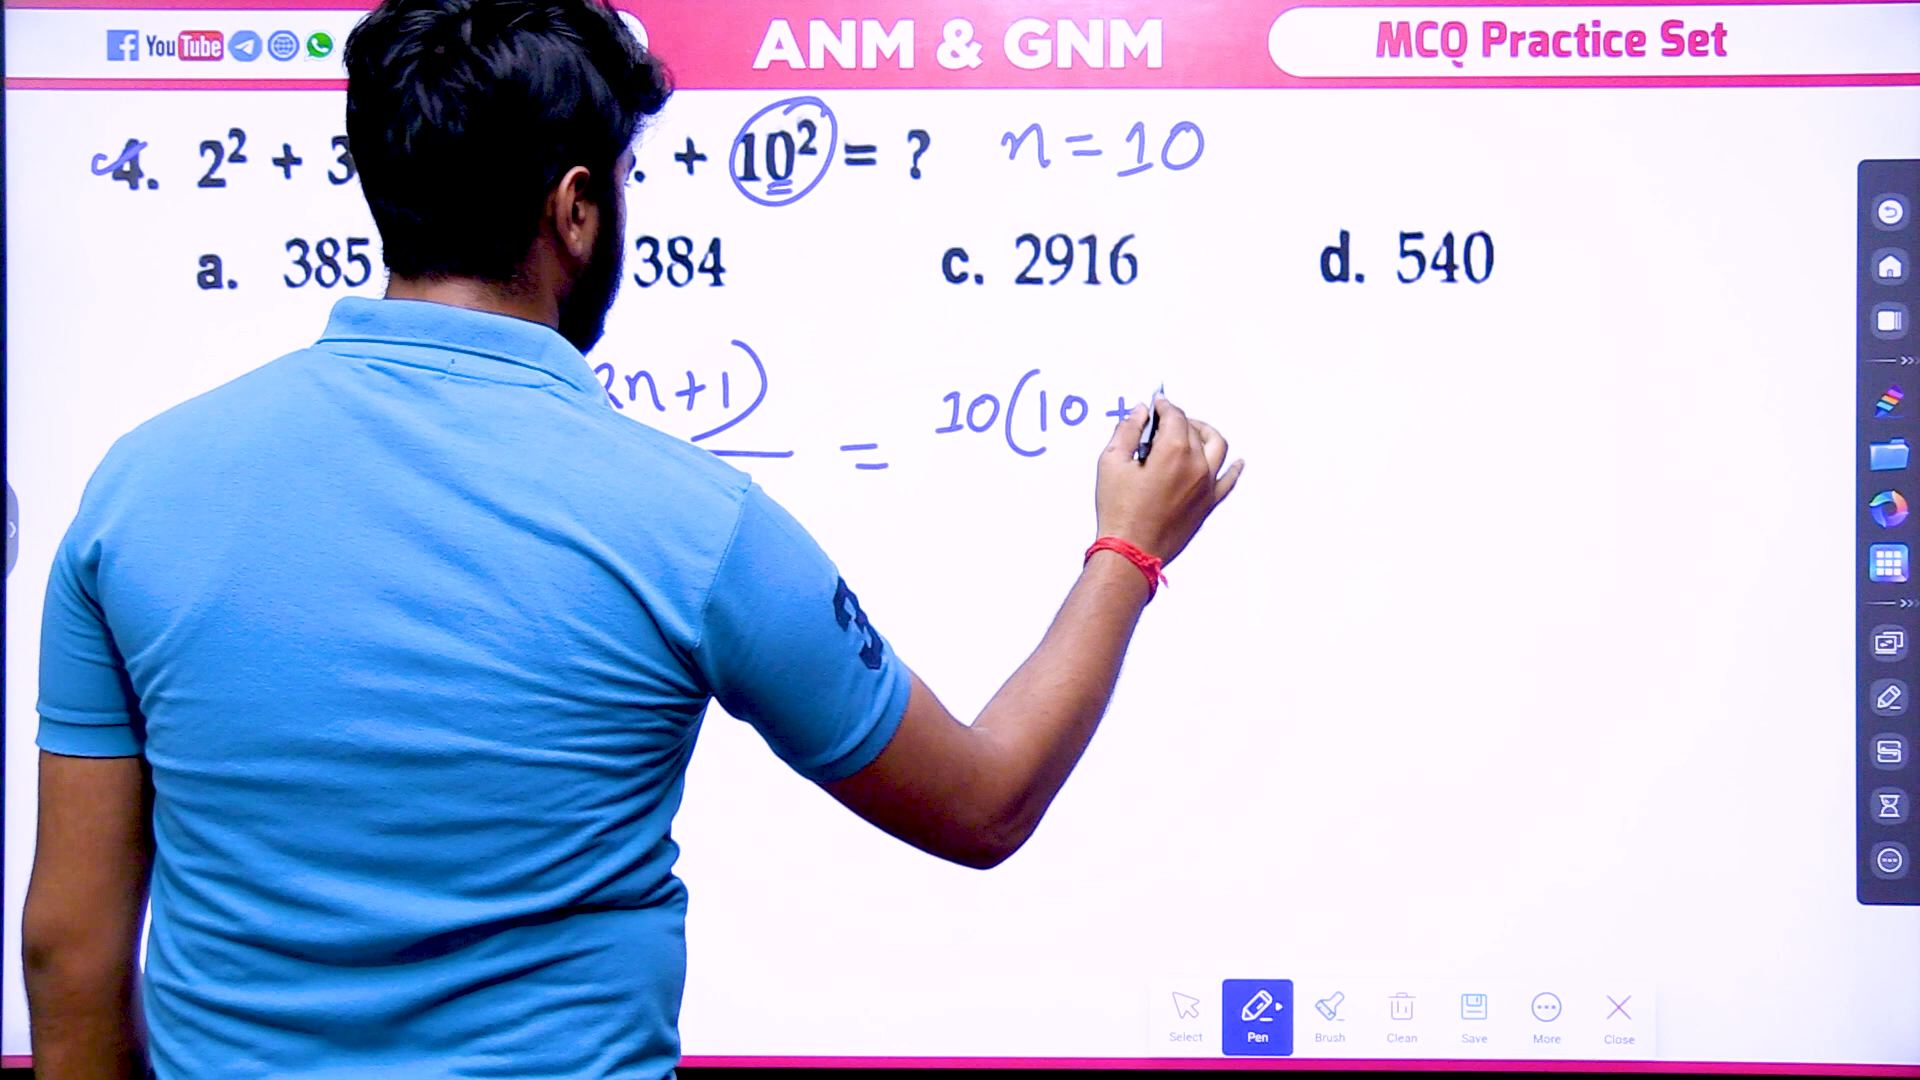 You Tube ANM & GNM MCQ Practice Set
4. 2² + 3 . + 10² = ? n = 10
a. 385 384 c. 2916 d. 540
2n + 1) = 10(10 +
Select Pen Brush Clean Save More Close